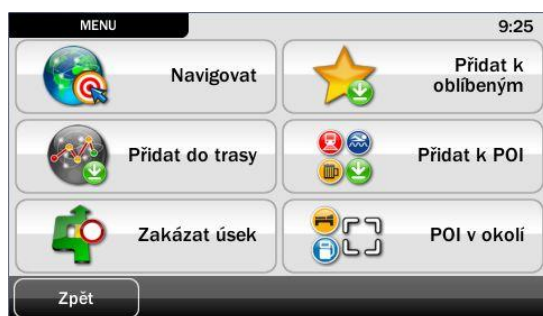 MENU
9:25
Navigovat
Přidat k
oblíbeným
Přidat do trasy
Přidat k POI
Zakázat úsek
POI v okolí
Zpět